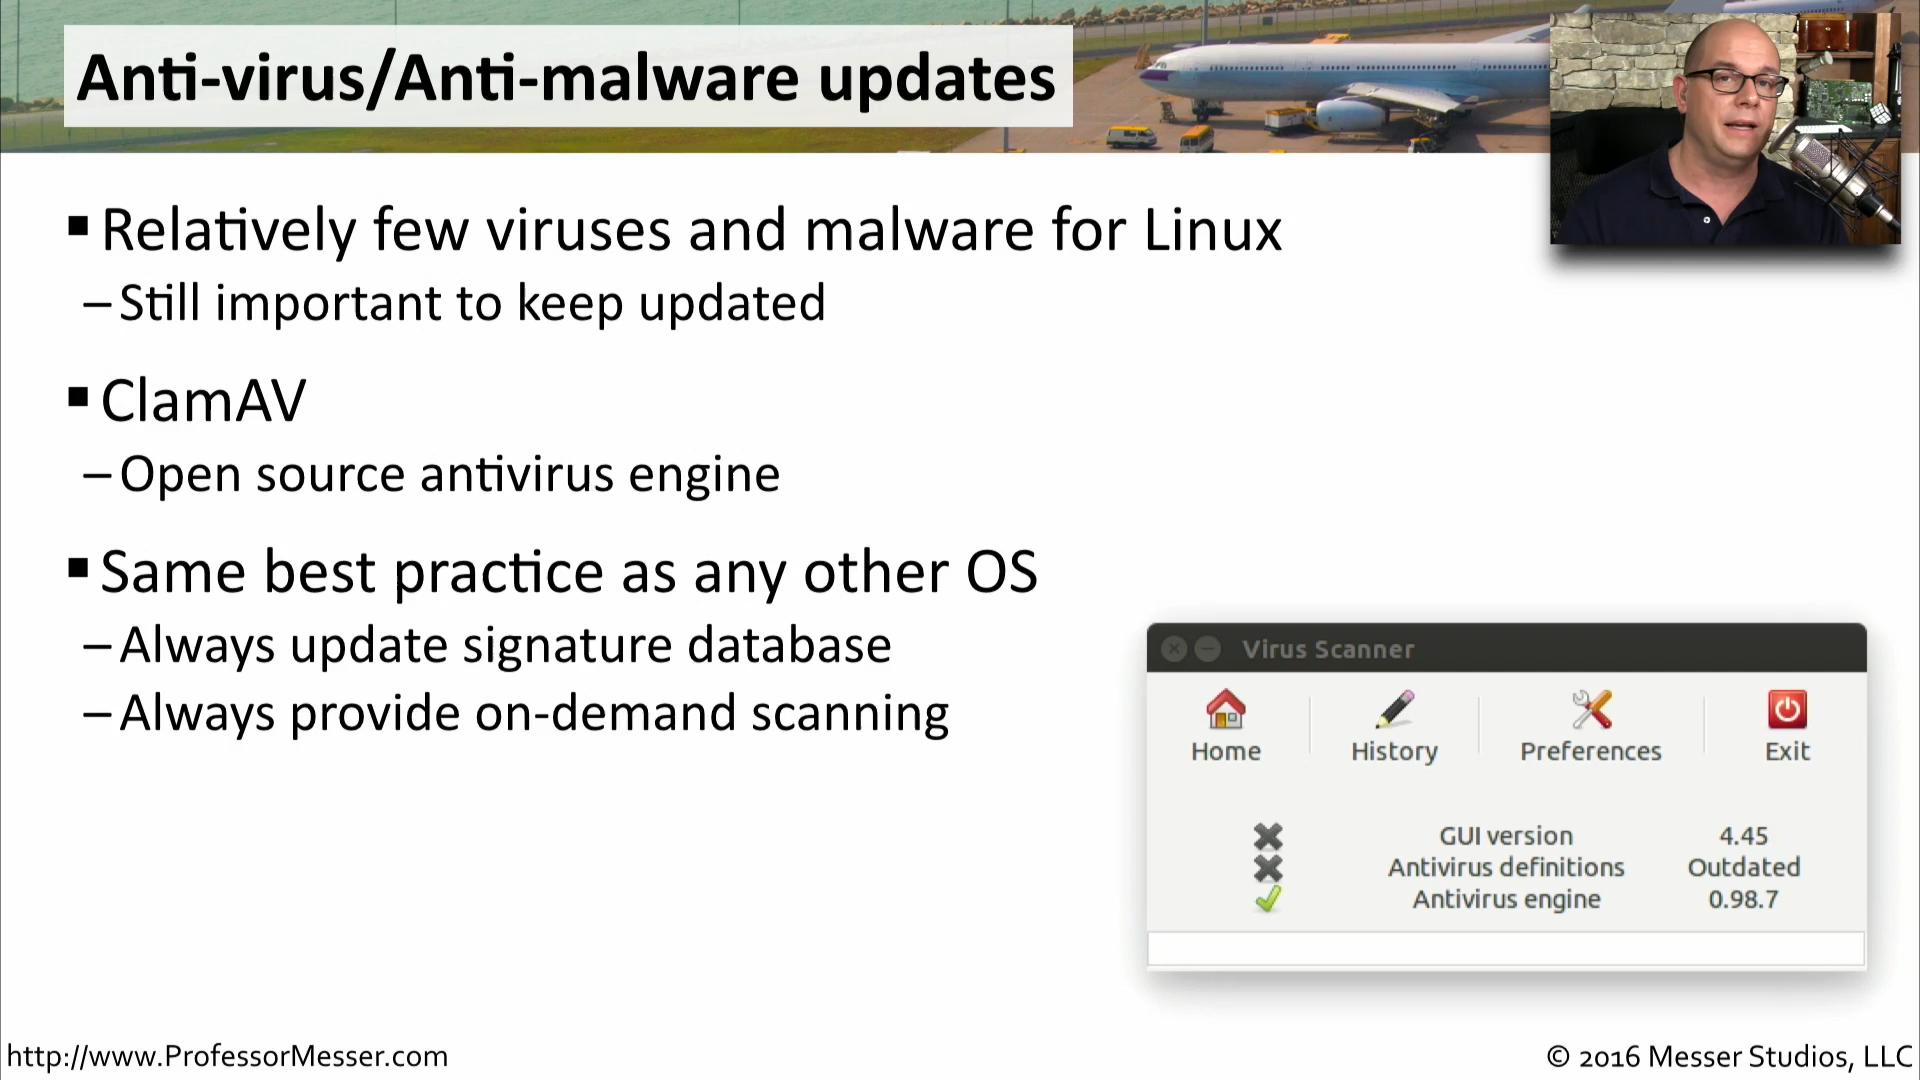 Anti-virus/Anti-malware updates
▪ Relatively few viruses and malware for Linux
– Still important to keep updated
▪ ClamAV
– Open source antivirus engine
▪ Same best practice as any other OS
– Always update signature database
– Always provide on-demand scanning
Virus Scanner
Home History Preferences Exit
GUI version 4.45
Antivirus definitions Outdated
Antivirus engine 0.98.7
http://www.ProfessorMesser.com
© 2016 Messer Studios, LLC